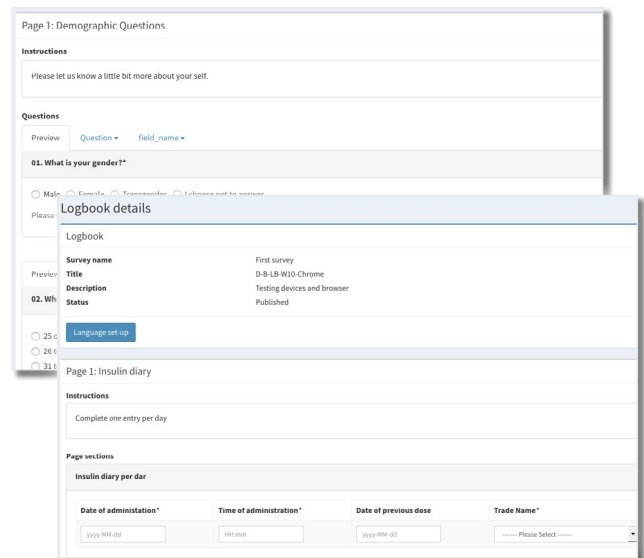 Page 1: Demographic Questions
Instructions
Please let us know a little bit more about your self.
Questions
Preview Question field_name
01. What is your gender?*
Male Female Transgender I choose not to answer
Please
Preview
02. Wh
25 o
26 t
31 t
Logbook details
Logbook
Survey name First survey
Title D-B-LB-W10-Chrome
Description Testing devices and browser
Status Published
Language set-up
Page 1: Insulin diary
Instructions
Complete one entry per day
Page sections
Insulin diary per dar
Date of administation* Time of administration* Date of previous dose Trade Name*
yyyy-MM-dd HH:mm yyyy-MM-dd ------- Please Select -------